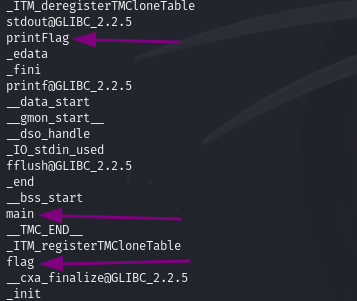 _ITM_deregisterTMCloneTable
stdout@GLIBC_2.2.5
printFlag
_edata
_fini
printf@GLIBC_2.2.5
__data_start
__gmon_start__
__dso_handle
_IO_stdin_used
fflush@GLIBC_2.2.5
_end
__bss_start
main
__TMC_END__
_ITM_registerTMCloneTable
flag
__cxa_finalize@GLIBC_2.2.5
_init